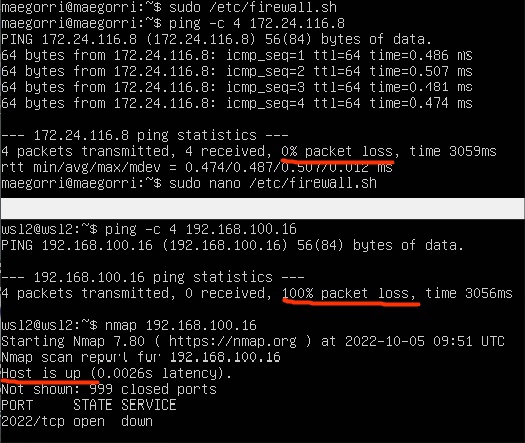 maegorri@maegorri:~$ sudo /etc/firewall.sh
maegorri@maegorri:~$ ping -c 4 172.24.116.8
PING 172.24.116.8 (172.24.116.8) 56(84) bytes of data.
64 bytes from 172.24.116.8: icmp_seq=1 ttl=64 time=0.486 ms
64 bytes from 172.24.116.8: icmp_seq=2 ttl=64 time=0.507 ms
64 bytes from 172.24.116.8: icmp_seq=3 ttl=64 time=0.481 ms
64 bytes from 172.24.116.8: icmp_seq=4 ttl=64 time=0.474 ms
--- 172.24.116.8 ping statistics ---
4 packets transmitted, 4 received, 0% packet loss, time 3059ms
rtt min/avg/max/mdev = 0.474/0.487/0.507/0.012 ms
maegorri@maegorri:~$ sudo nano /etc/firewall.sh
wsl2@wsl2:~$ ping -c 4 192.168.100.16
PING 192.168.100.16 (192.168.100.16) 56(84) bytes of data.
--- 192.168.100.16 ping statistics ---
4 packets transmitted, 0 received, 100% packet loss, time 3056ms
wsl2@wsl2:~$ nmap 192.168.100.16
Starting Nmap 7.80 ( https://nmap.org ) at 2022-10-05 09:51 UTC
Nmap scan report for 192.168.100.16
Host is up (0.0026s latency).
Not shown: 999 closed ports
PORT STATE SERVICE
2022/tcp open down